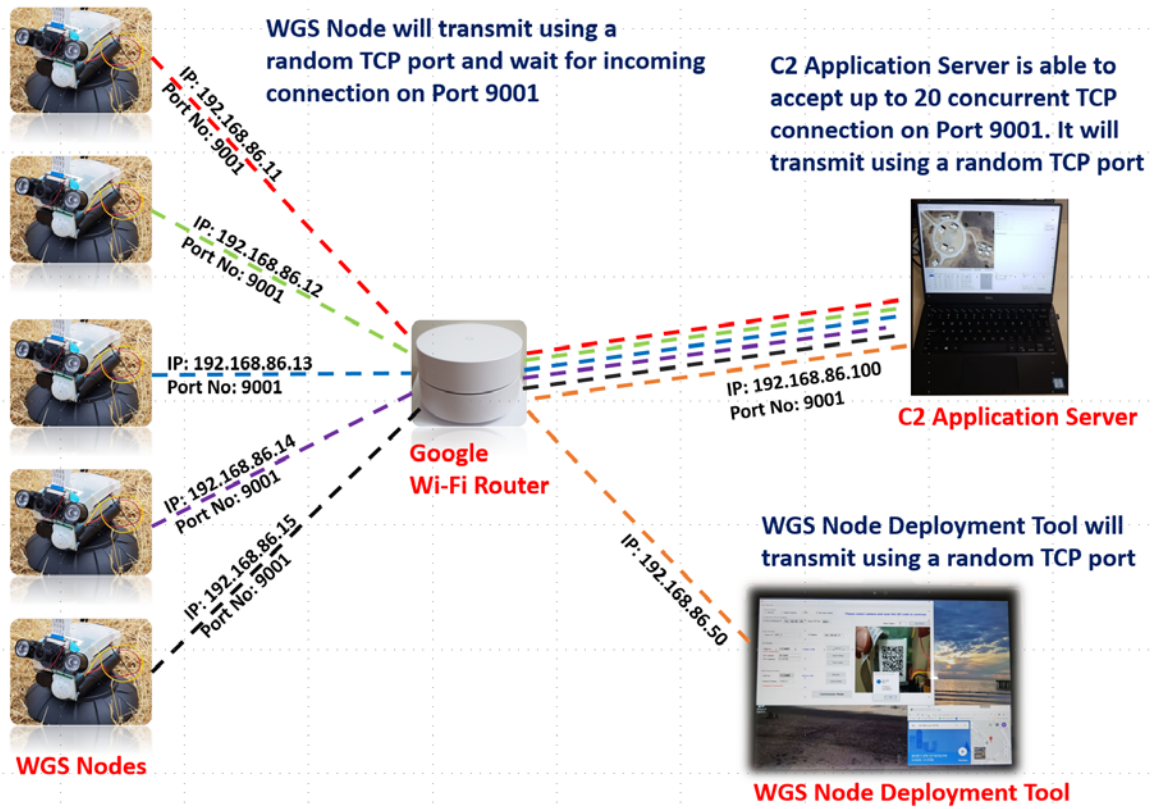 WGS Node will transmit using a
random TCP port and wait for incoming
connection on Port 9001
C2 Application Server is able to
accept up to 20 concurrent TCP
connection on Port 9001. It will
transmit using a random TCP port
IP: 192.168.86.11
Port No: 9001
IP: 192.168.86.12
Port No: 9001
IP: 192.168.86.13
Port No: 9001
IP: 192.168.86.14
Port No: 9001
IP: 192.168.86.15
Port No: 9001
WGS Nodes
Google
Wi-Fi Router
IP: 192.168.86.100
Port No: 9001
C2 Application Server
IP: 192.168.86.50
WGS Node Deployment Tool will
transmit using a random TCP port
WGS Node Deployment Tool